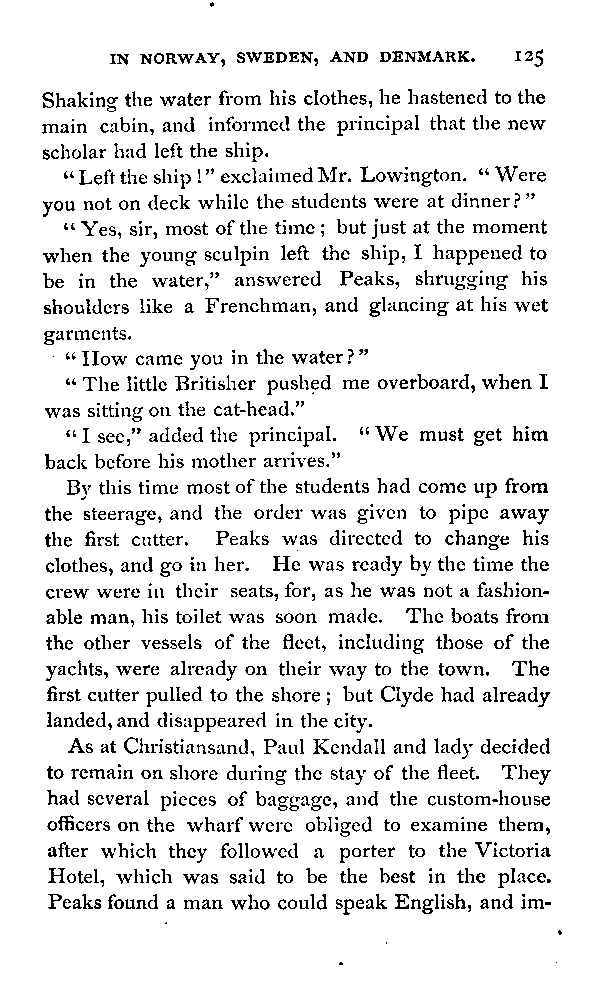 IN NORWAY, SWEDEN, AND DENMARK. 125
Shaking the water from his clothes, he hastened to the
main cabin, and informed the principal that the new
scholar had left the ship.
“Left the ship!” exclaimed Mr. Lowington. “Were
you not on deck while the students were at dinner?”
“Yes, sir, most of the time; but just at the moment
when the young sculpin left the ship, I happened to
be in the water,” answered Peaks, shrugging his
shoulders like a Frenchman, and glancing at his wet
garments.
“How came you in the water?”
“The little Britisher pushed me overboard, when I
was sitting on the cat-head.”
“I see,” added the principal. “We must get him
back before his mother arrives.”
By this time most of the students had come up from
the steerage, and the order was given to pipe away
the first cutter. Peaks was directed to change his
clothes, and go in her. He was ready by the time the
crew were in their seats, for, as he was not a fashion-
able man, his toilet was soon made. The boats from
the other vessels of the fleet, including those of the
yachts, were already on their way to the town. The
first cutter pulled to the shore; but Clyde had already
landed, and disappeared in the city.
As at Christiansand, Paul Kendall and lady decided
to remain on shore during the stay of the fleet. They
had several pieces of baggage, and the custom-house
officers on the wharf were obliged to examine them,
after which they followed a porter to the Victoria
Hotel, which was said to be the best in the place.
Peaks found a man who could speak English, and im-